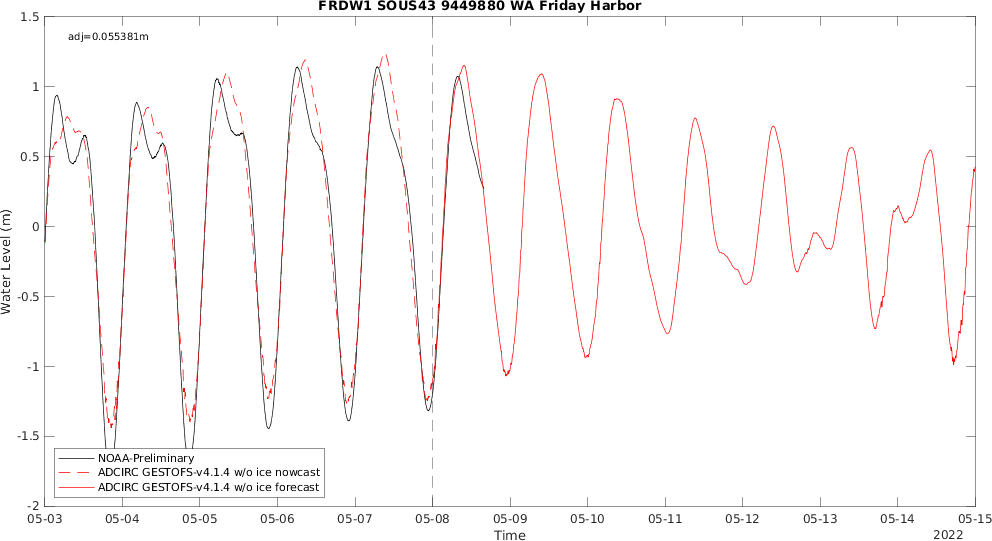 FRDW1 SOUS43 9449880 WA Friday Harbor
adj=0.055381m
1.5
1
0.5
0
-0.5
-1
-1.5
-2
Water Level (m)
NOAA-Preliminary
ADCIRC GESTOFS-v4.1.4 w/o ice nowcast
ADCIRC GESTOFS-v4.1.4 w/o ice forecast
05-03 05-04 05-05 05-06 05-07 05-08 05-09 05-10 05-11 05-12 05-13 05-14 05-15
Time
2022